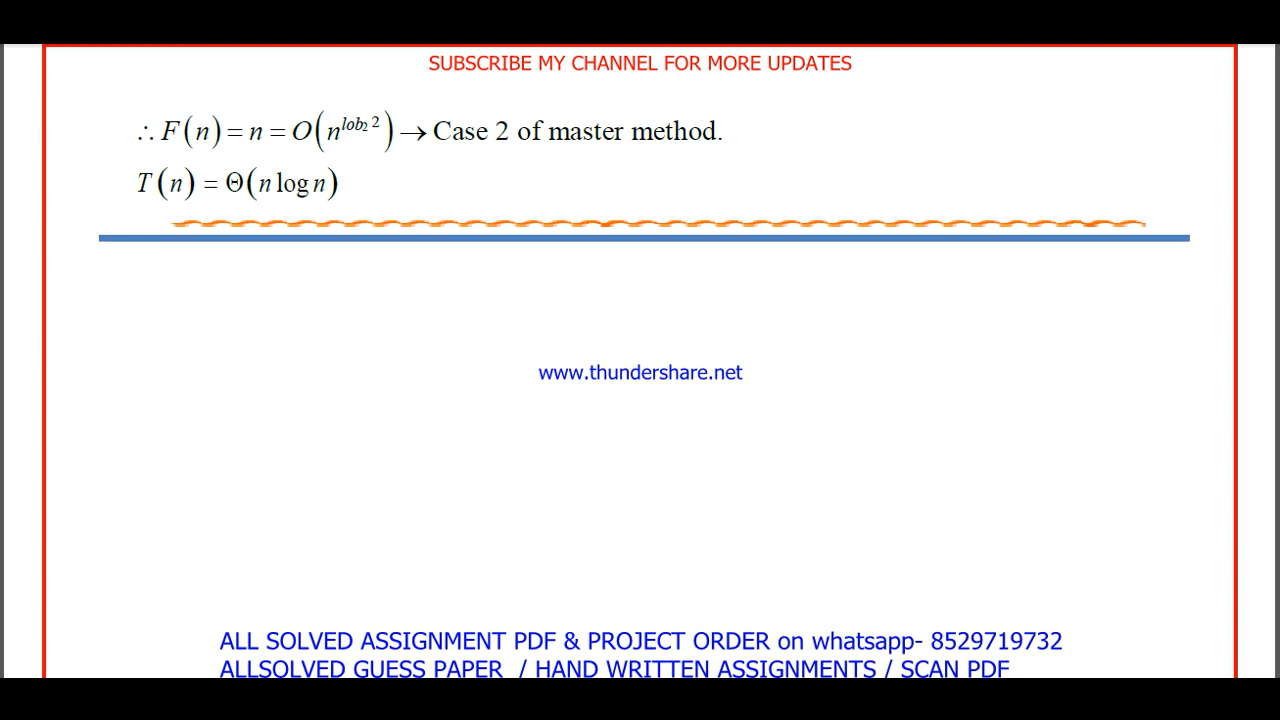 SUBSCRIBE MY CHANNEL FOR MORE UPDATES
∴ F(n) = n = O(n^{lob₂ 2}) → Case 2 of master method.
T(n) = Θ(n log n)
www.thundershare.net
ALL SOLVED ASSIGNMENT PDF & PROJECT ORDER on whatsapp- 8529719732
ALLSOLVED GUESS PAPER / HAND WRITTEN ASSIGNMENTS / SCAN PDF